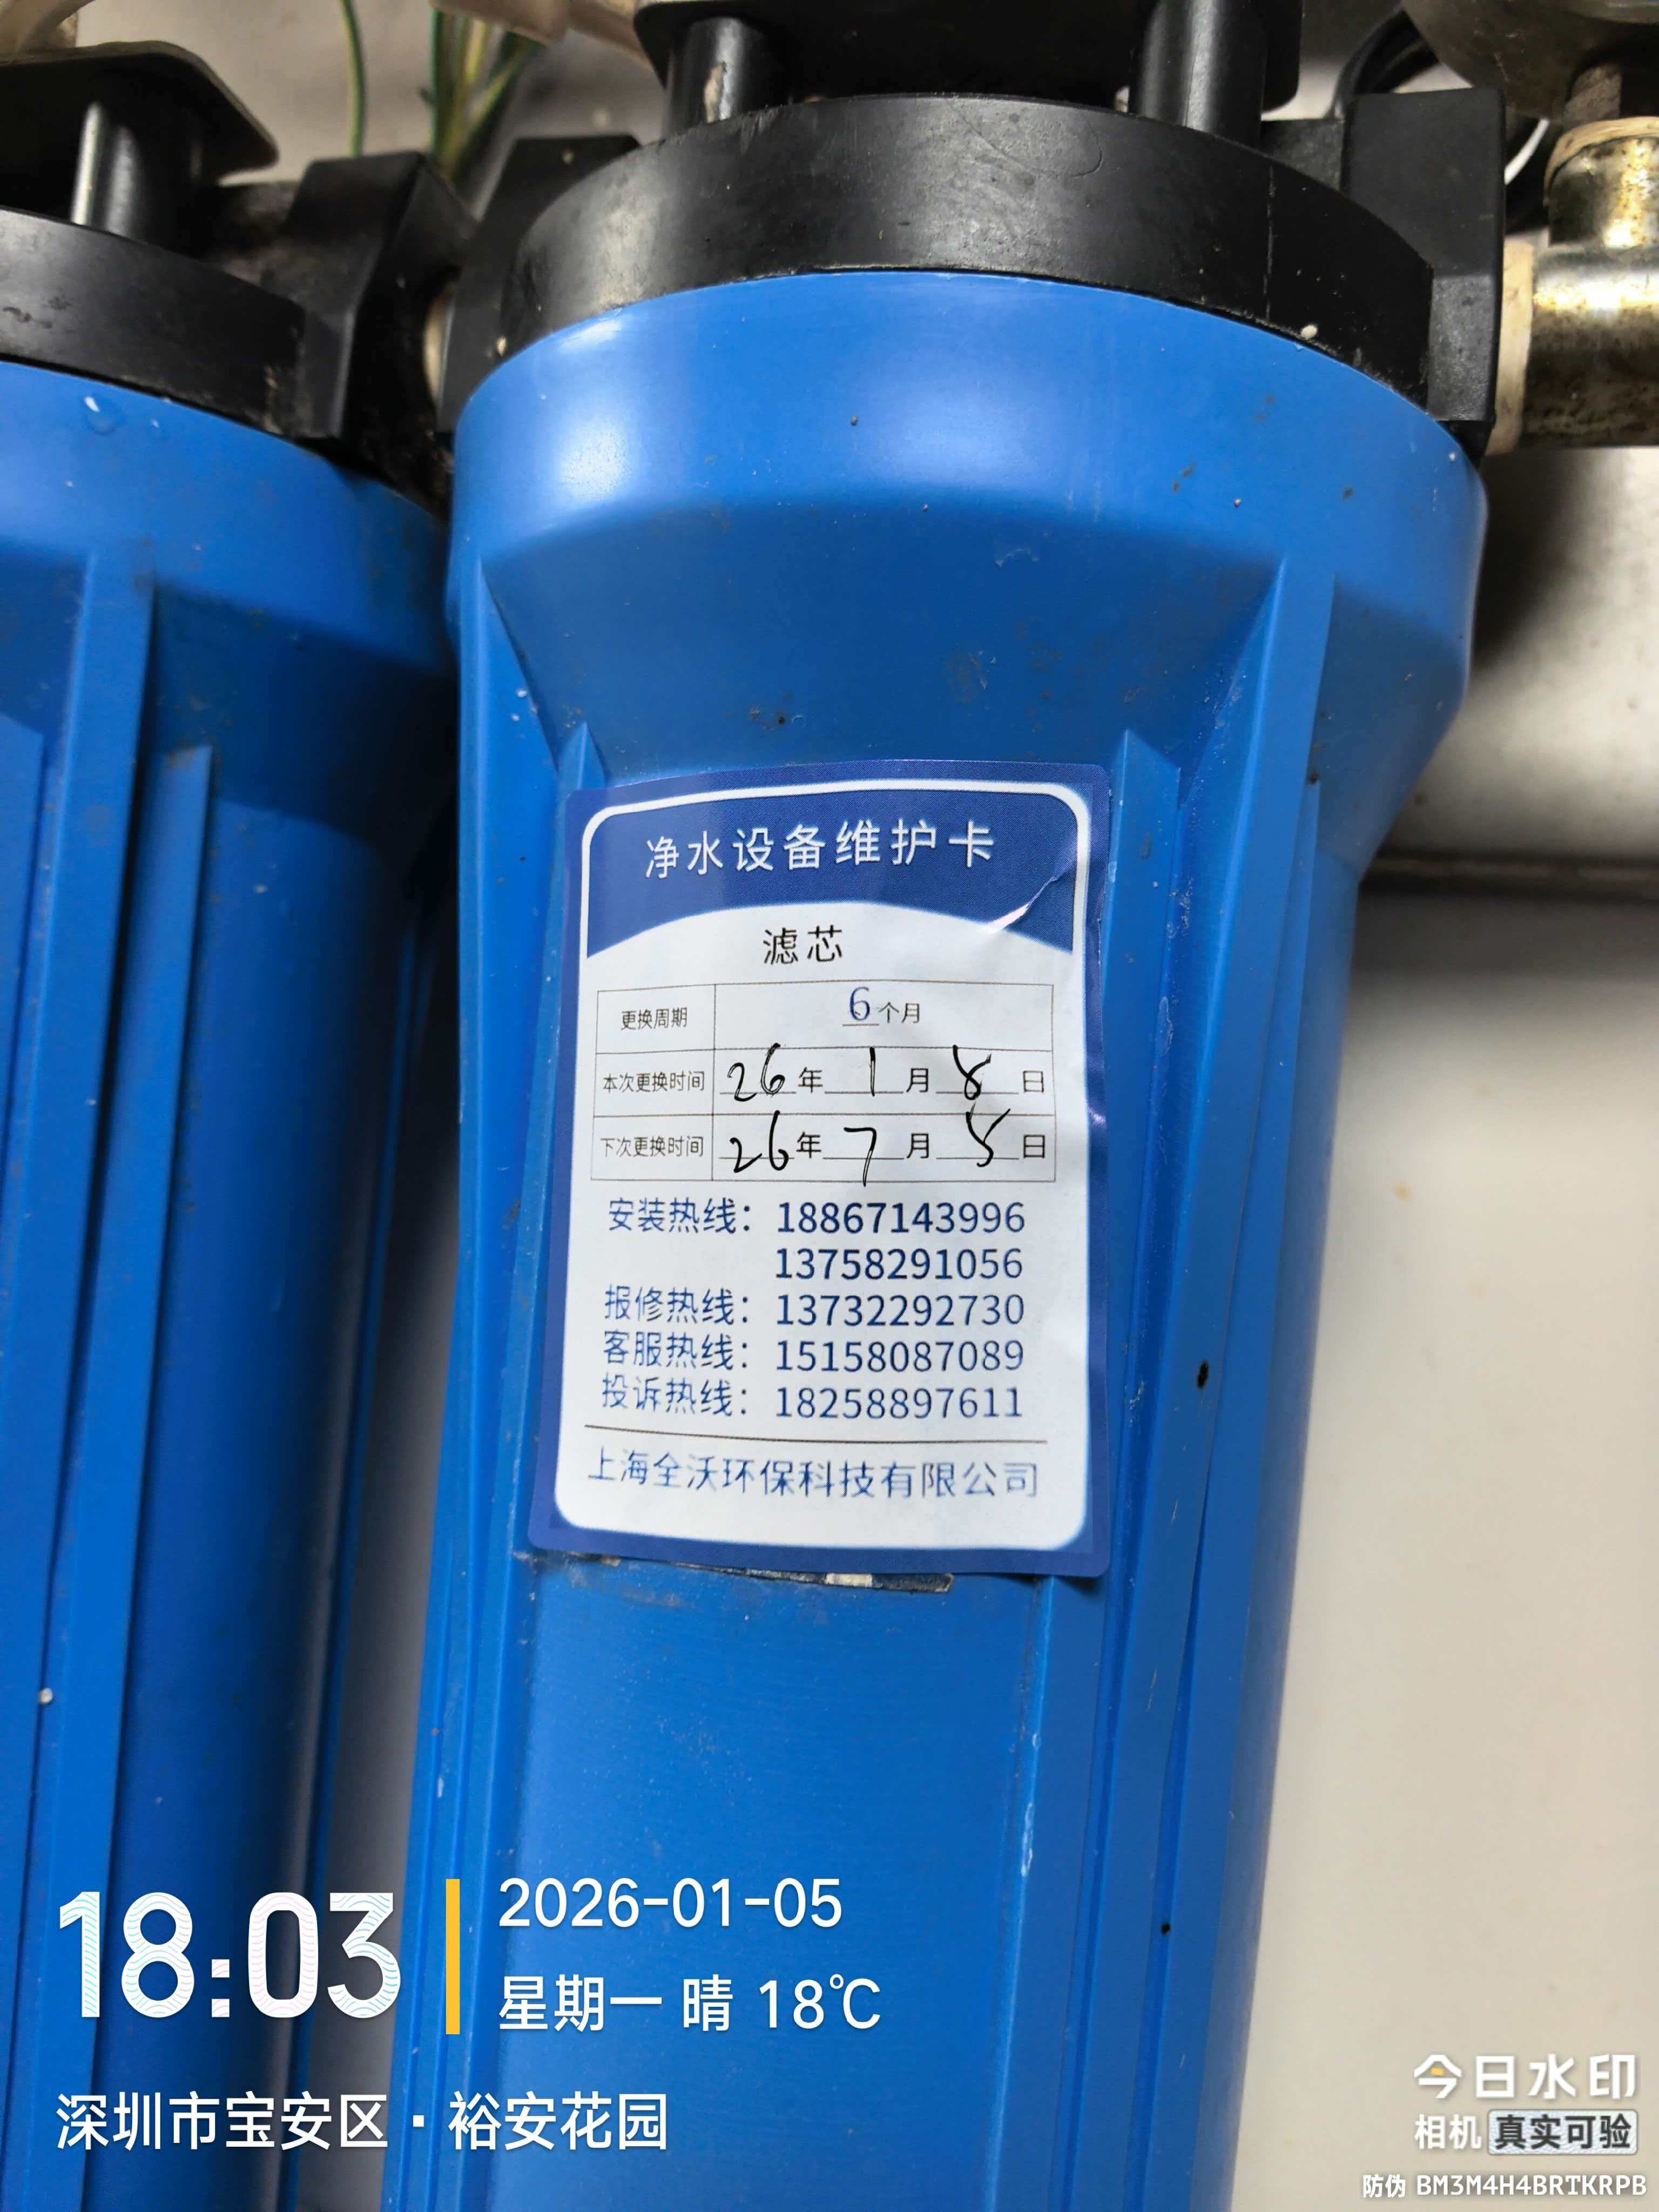 净水设备维护卡
滤芯
更换周期 6个月
本次更换时间 26年1月8日
下次更换时间 26年7月5日
安装热线：18867143996
13758291056
报修热线：13732292730
客服热线：15158087089
投诉热线：18258897611
上海全沃环保科技有限公司
18:03
2026-01-05
星期一 晴 18℃
深圳市宝安区·裕安花园
今日水印
相机 真实可验
防伪 BM3M4H4BRTKRPB